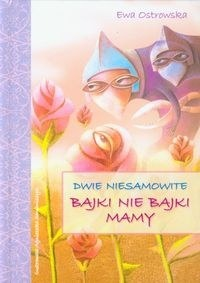 Ewa Ostrowska
DWIE NIESAMOWITE
BAJKI NIE BAJKI
MAMY